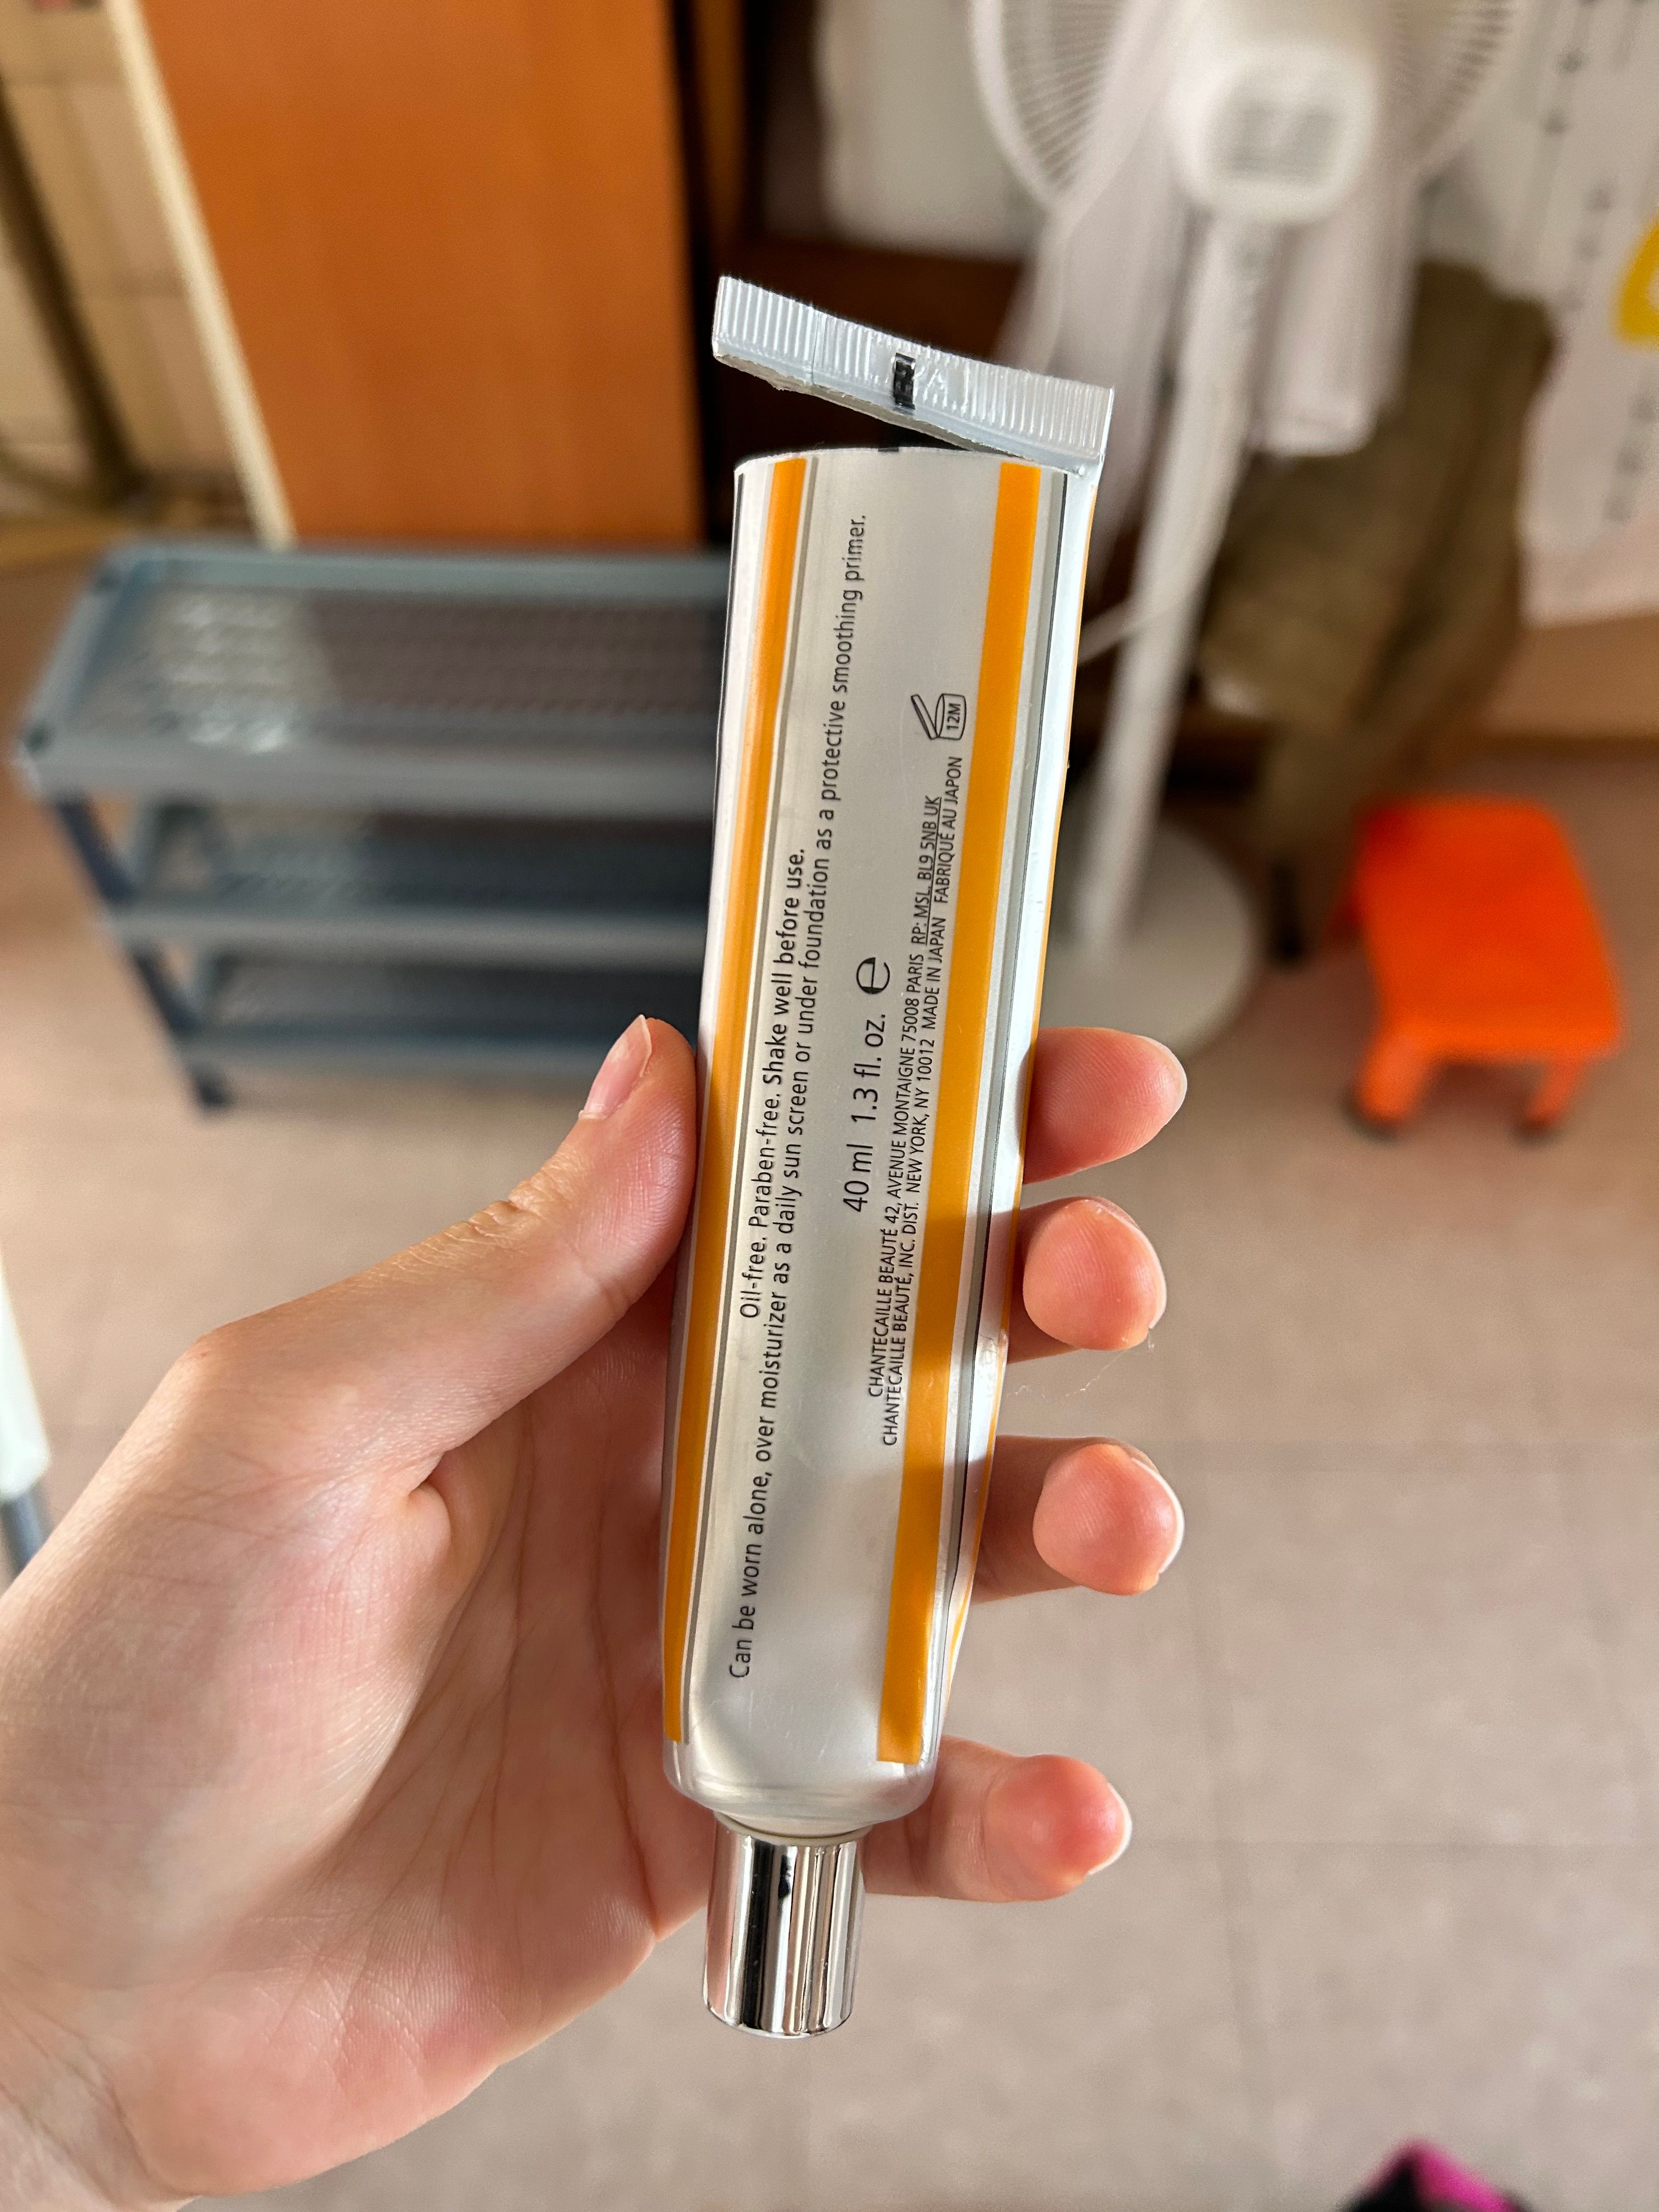 Oil-free. Paraben-free. Shake well before use.
Can be worn alone, over moisturizer as a daily sun screen or under foundation as a protective smoothing primer.
40 ml 1.3 fl. oz. ℮
CHANTECAILLE BEAUTÉ 42, AVENUE MONTAIGNE 75008 PARIS RP: MSL, BL9 5NB UK
CHANTECAILLE BEAUTÉ, INC. DIST. NEW YORK, NY 10012 MADE IN JAPAN FABRIQUÉ AU JAPON
12M